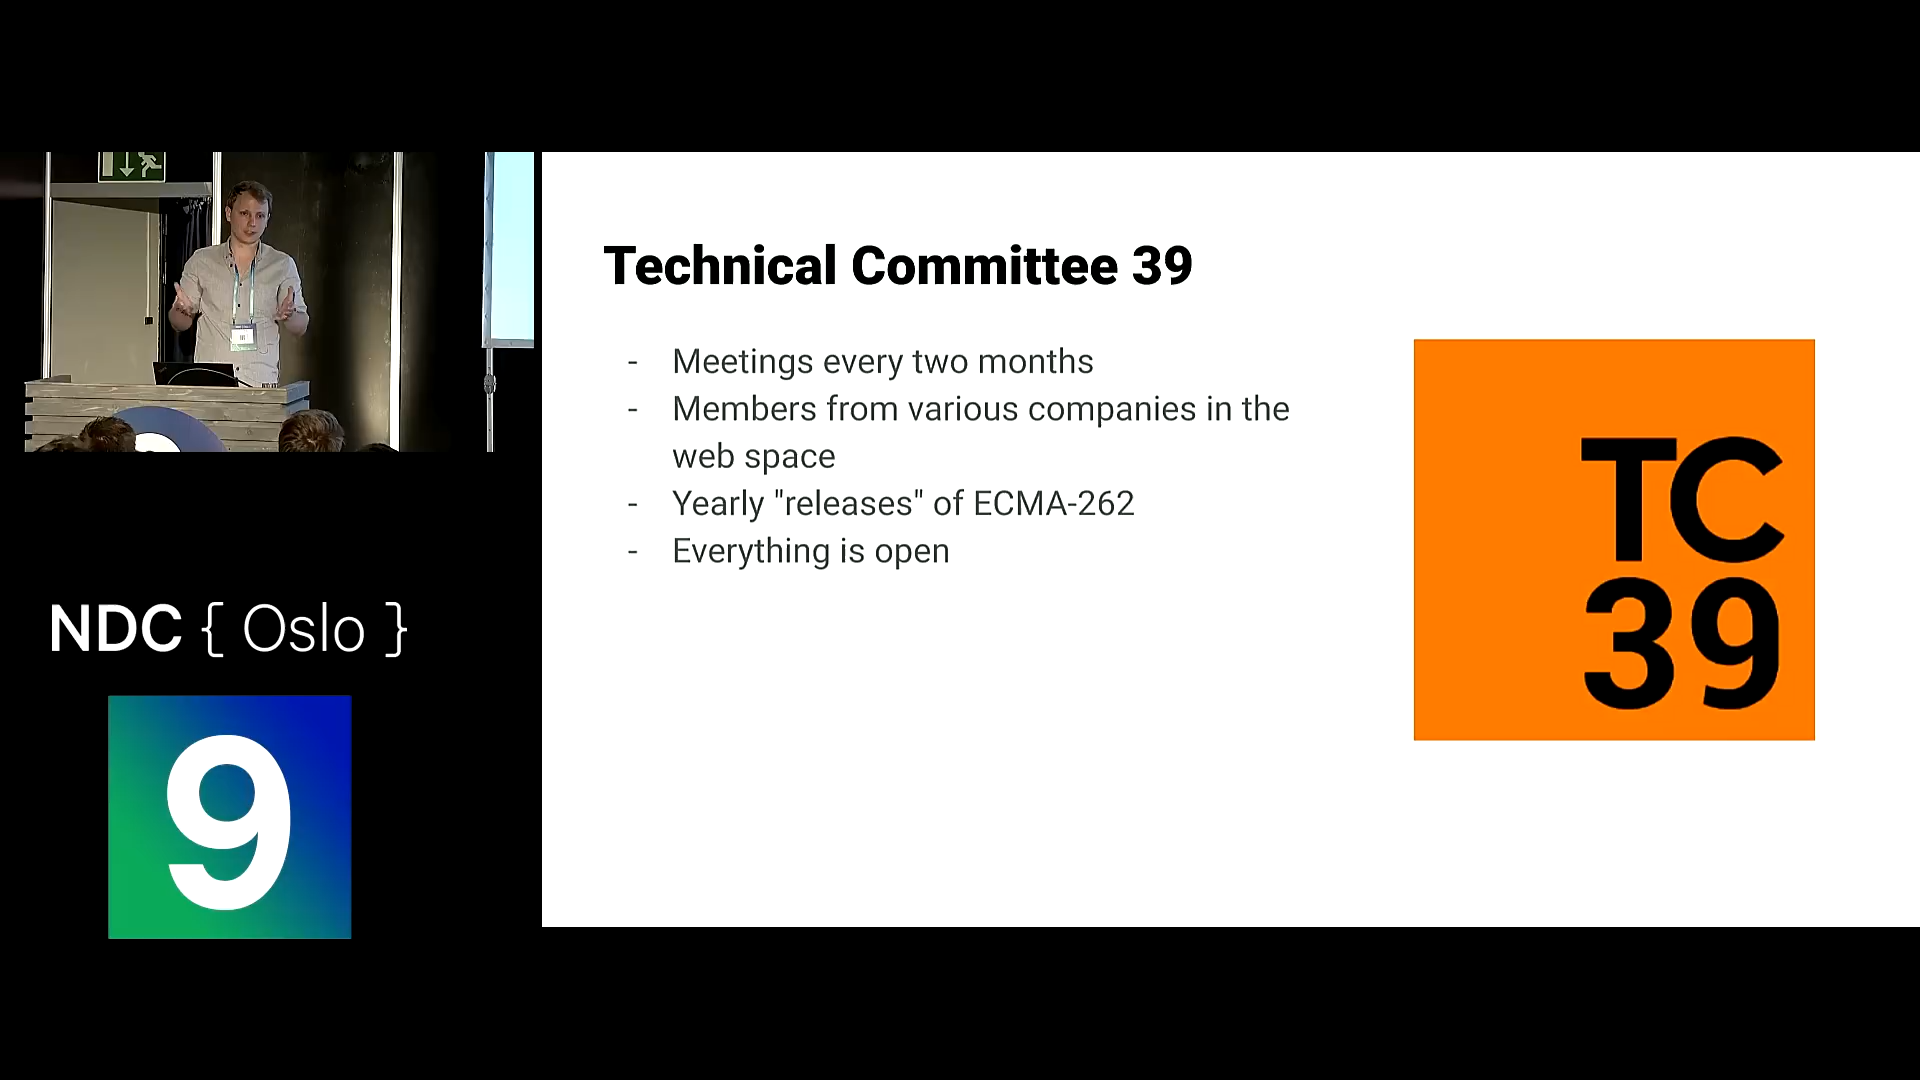 Technical Committee 39
- Meetings every two months
- Members from various companies in the
web space
- Yearly "releases" of ECMA-262
- Everything is open
TC
39
NDC { Oslo }
9